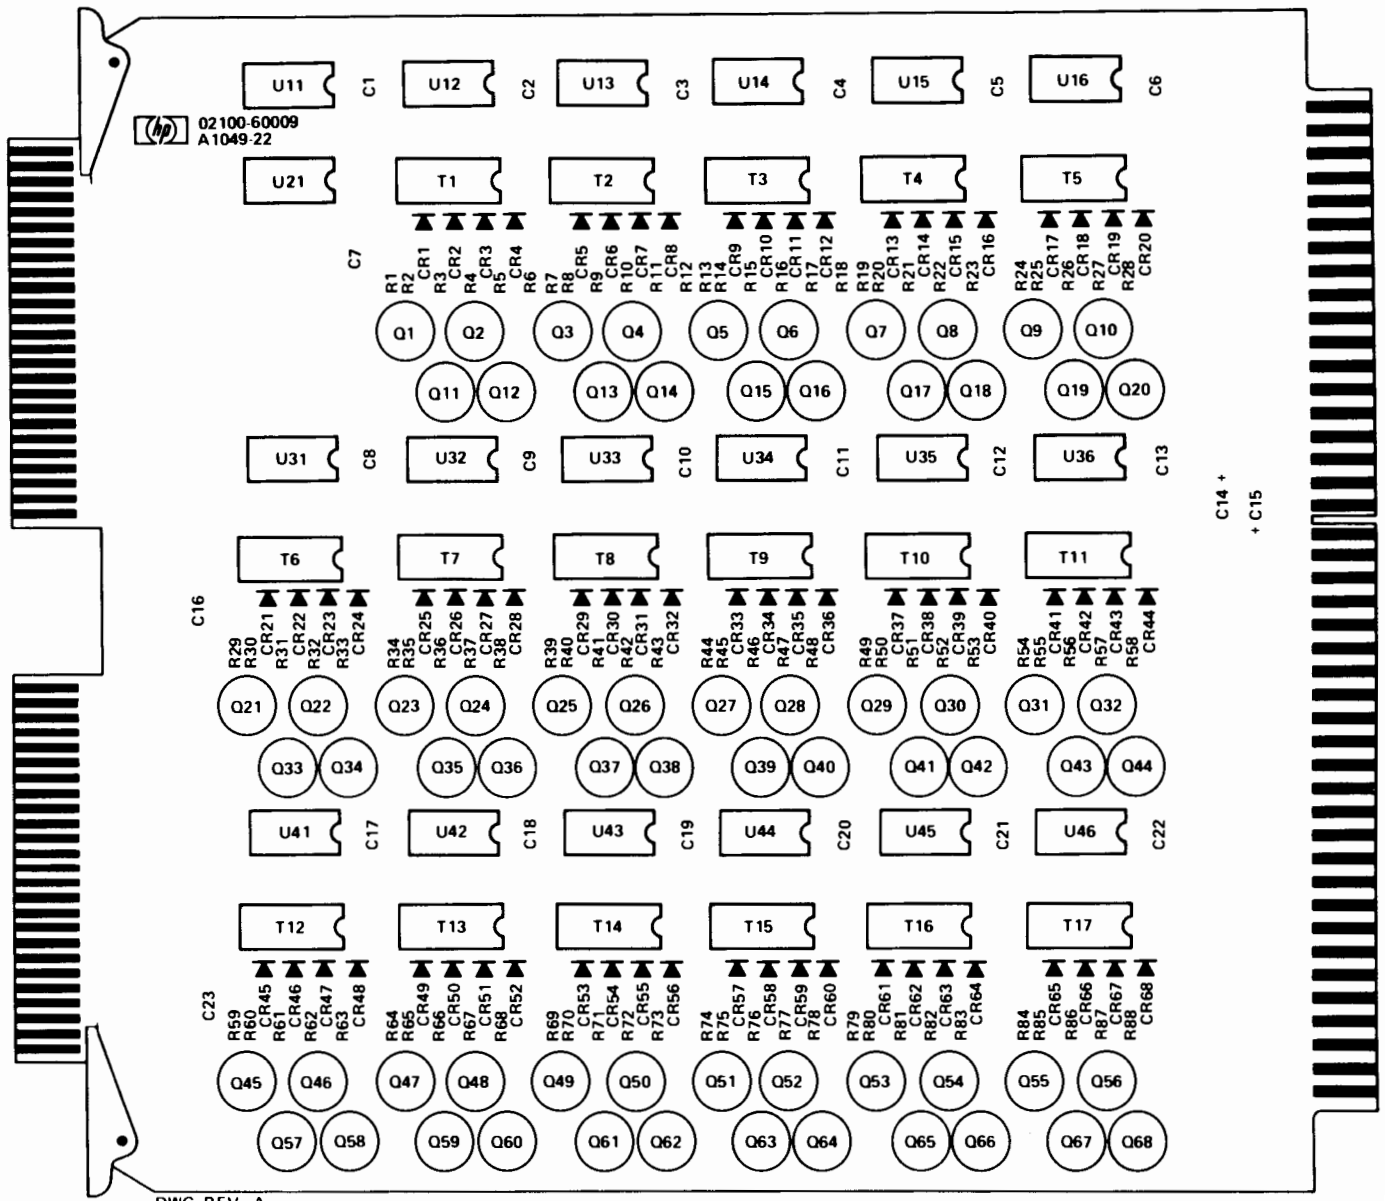 U11 C1 U12 C2 U13 C3 U14 C4 U15 C5 U16 C6
hp 02100-60009
A1049-22
U21 T1 T2 T3 T4 T5
C7 R1 R2 CR1 R3 CR2 R4 CR3 R5 CR4 R6 R7 R8 CR5 R9 CR6 R10 CR7 R11 CR8 R12 R13 R14 CR9 R15 CR10 R16 CR11 R17 CR12 R18 R19 R20 CR13 R21 CR14 R22 CR15 R23 CR16 R24 R25 CR17 R26 CR18 R27 CR19 R28 CR20
Q1 Q2 Q3 Q4 Q5 Q6 Q7 Q8 Q9 Q10
Q11 Q12 Q13 Q14 Q15 Q16 Q17 Q18 Q19 Q20
U31 C8 U32 C9 U33 C10 U34 C11 U35 C12 U36 C13
C14 + + C15
T6 T7 T8 T9 T10 T11
C16 R29 R30 CR21 R31 CR22 R32 CR23 R33 CR24 R34 R35 CR25 R36 CR26 R37 CR27 R38 CR28 R39 R40 CR29 R41 CR30 R42 CR31 R43 CR32 R44 R45 CR33 R46 CR34 R47 CR35 R48 CR36 R49 R50 CR37 R51 CR38 R52 CR39 R53 CR40 R54 R55 CR41 R56 CR42 R57 CR43 R58 CR44
Q21 Q22 Q23 Q24 Q25 Q26 Q27 Q28 Q29 Q30 Q31 Q32
Q33 Q34 Q35 Q36 Q37 Q38 Q39 Q40 Q41 Q42 Q43 Q44
U41 C17 U42 C18 U43 C19 U44 C20 U45 C21 U46 C22
T12 T13 T14 T15 T16 T17
C23 R59 R60 CR45 R61 CR46 R62 CR47 R63 CR48 R64 R65 CR49 R66 CR50 R67 CR51 R68 CR52 R69 R70 CR53 R71 CR54 R72 CR55 R73 CR56 R74 R75 CR57 R76 CR58 R77 CR59 R78 CR60 R79 R80 CR61 R81 CR62 R82 CR63 R83 CR64 R84 R85 CR65 R86 CR66 R87 CR67 R88 CR68
Q45 Q46 Q47 Q48 Q49 Q50 Q51 Q52 Q53 Q54 Q55 Q56
Q57 Q58 Q59 Q60 Q61 Q62 Q63 Q64 Q65 Q66 Q67 Q68
DWG REV A